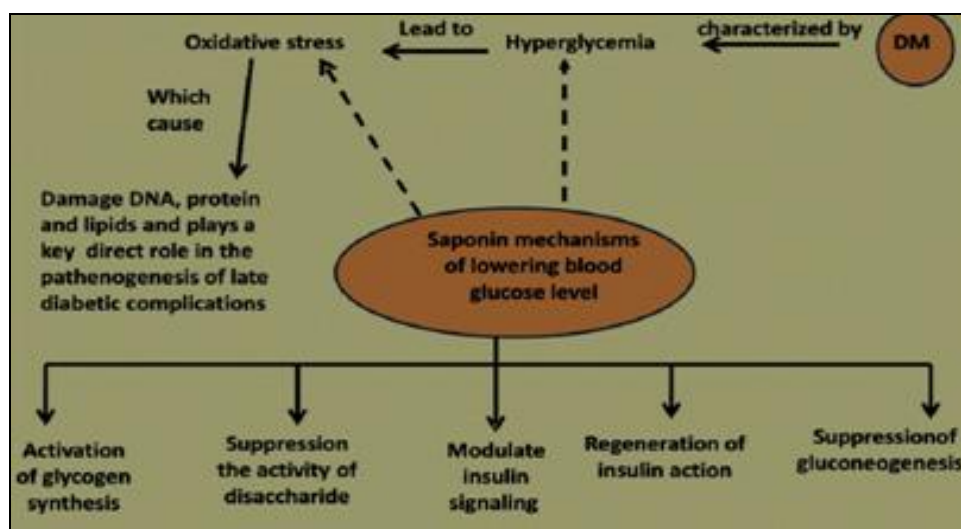 Oxidative stress
Lead to
Hyperglycemia
characterized by
DM
Which
cause
Damage DNA, protein
and lipids and plays a
key direct role in the
pathenogenesis of late
diabetic complications
Saponin mechanisms
of lowering blood
glucose level
Activation
of glycogen
synthesis
Suppression
the activity of
disaccharide
Modulate
insulin
signaling
Regeneration of
insulin action
Suppressionof
gluconeogenesis